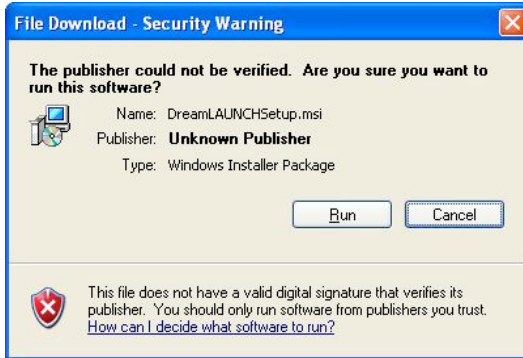 File Download - Security Warning
The publisher could not be verified.  Are you sure you want to
run this software?
Name: DreamLAUNCHSetup.msi
Publisher: Unknown Publisher
Type: Windows Installer Package
Run Cancel
This file does not have a valid digital signature that verifies its
publisher. You should only run software from publishers you trust.
How can I decide what software to run?